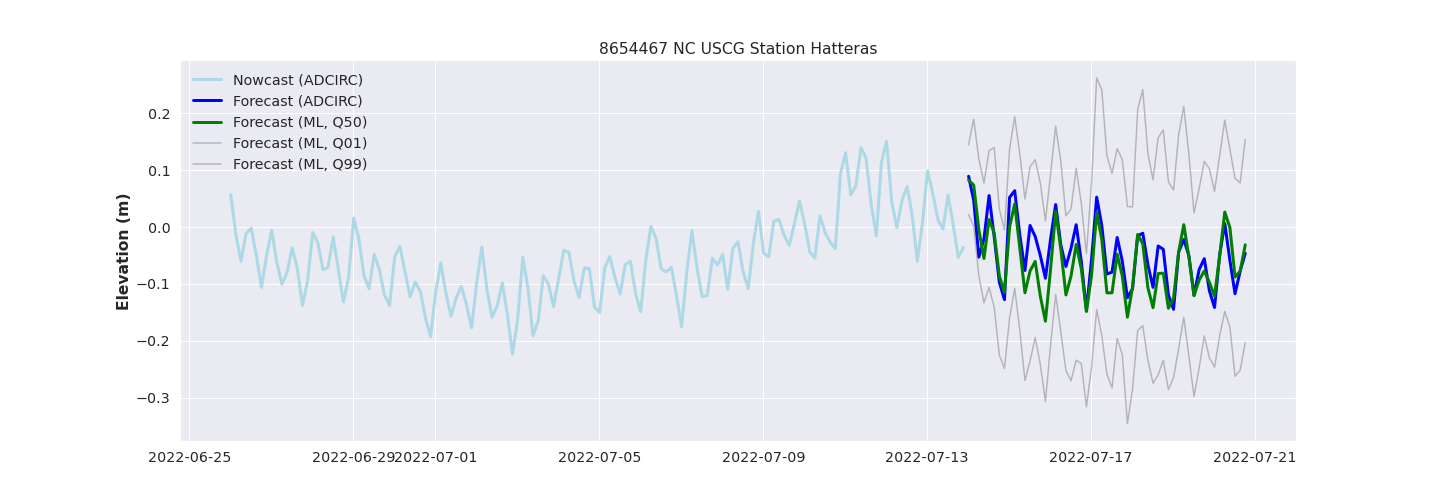 8654467 NC USCG Station Hatteras
Nowcast (ADCIRC)
Forecast (ADCIRC)
Forecast (ML, Q50)
Forecast (ML, Q01)
Forecast (ML, Q99)
Elevation (m)
0.2
0.1
0.0
−0.1
−0.2
−0.3
2022-06-25 2022-06-29 2022-07-01 2022-07-05 2022-07-09 2022-07-13 2022-07-17 2022-07-21